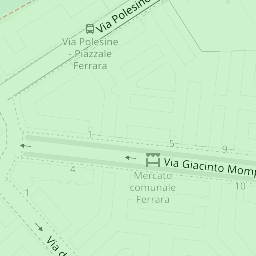 Via Polesine
Via Polesine
- Piazzale
Ferrara
1
5
9
Via Giacinto Momp
4
Mercato
comunale
Ferrara
10
1
Via d